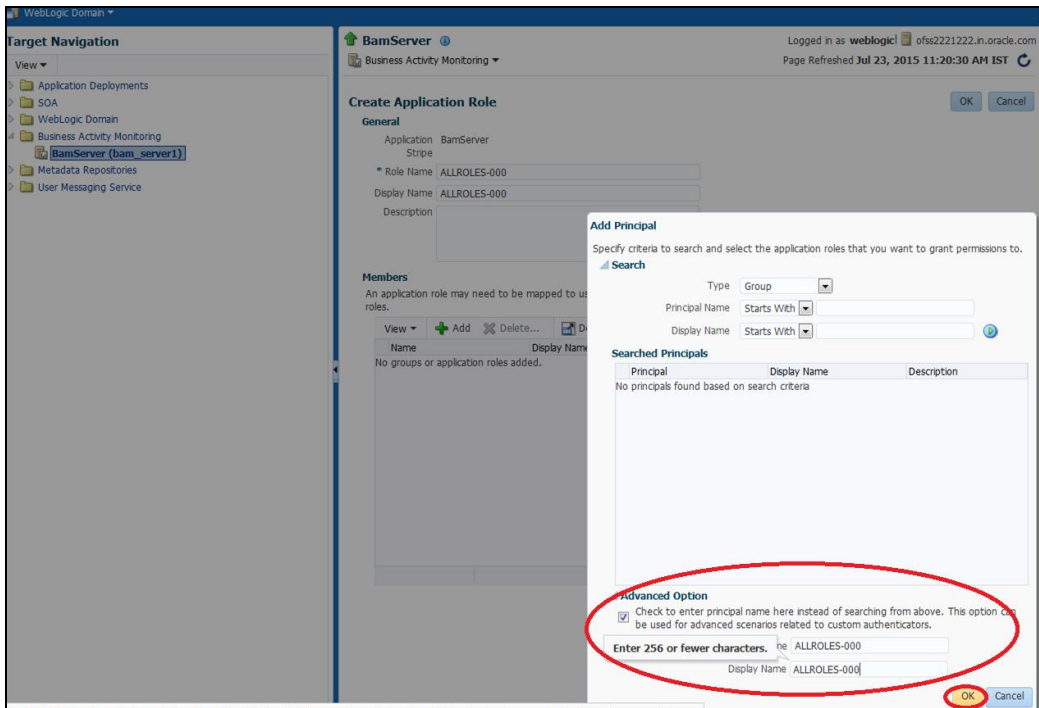 WebLogic Domain
Target Navigation
View
Application Deployments
SOA
WebLogic Domain
Business Activity Monitoring
BamServer (bam_server1)
Metadata Repositories
User Messaging Service
BamServer
Business Activity Monitoring
Logged in as weblogic ofss2221222.in.oracle.com
Page Refreshed Jul 23, 2015 11:20:30 AM IST
Create Application Role
OK Cancel
General
Application Stripe BamServer
* Role Name ALLROLES-000
Display Name ALLROLES-000
Description
Members
An application role may need to be mapped to us
roles.
View Add Delete... D
Name Display Name
No groups or application roles added.
Add Principal
Specify criteria to search and select the application roles that you want to grant permissions to.
Search
Type Group
Principal Name Starts With
Display Name Starts With
Searched Principals
Principal Display Name Description
No principals found based on search criteria
Advanced Option
Check to enter principal name here instead of searching from above. This option can
be used for advanced scenarios related to custom authenticators.
Enter 256 or fewer characters. ne ALLROLES-000
Display Name ALLROLES-000
OK Cancel